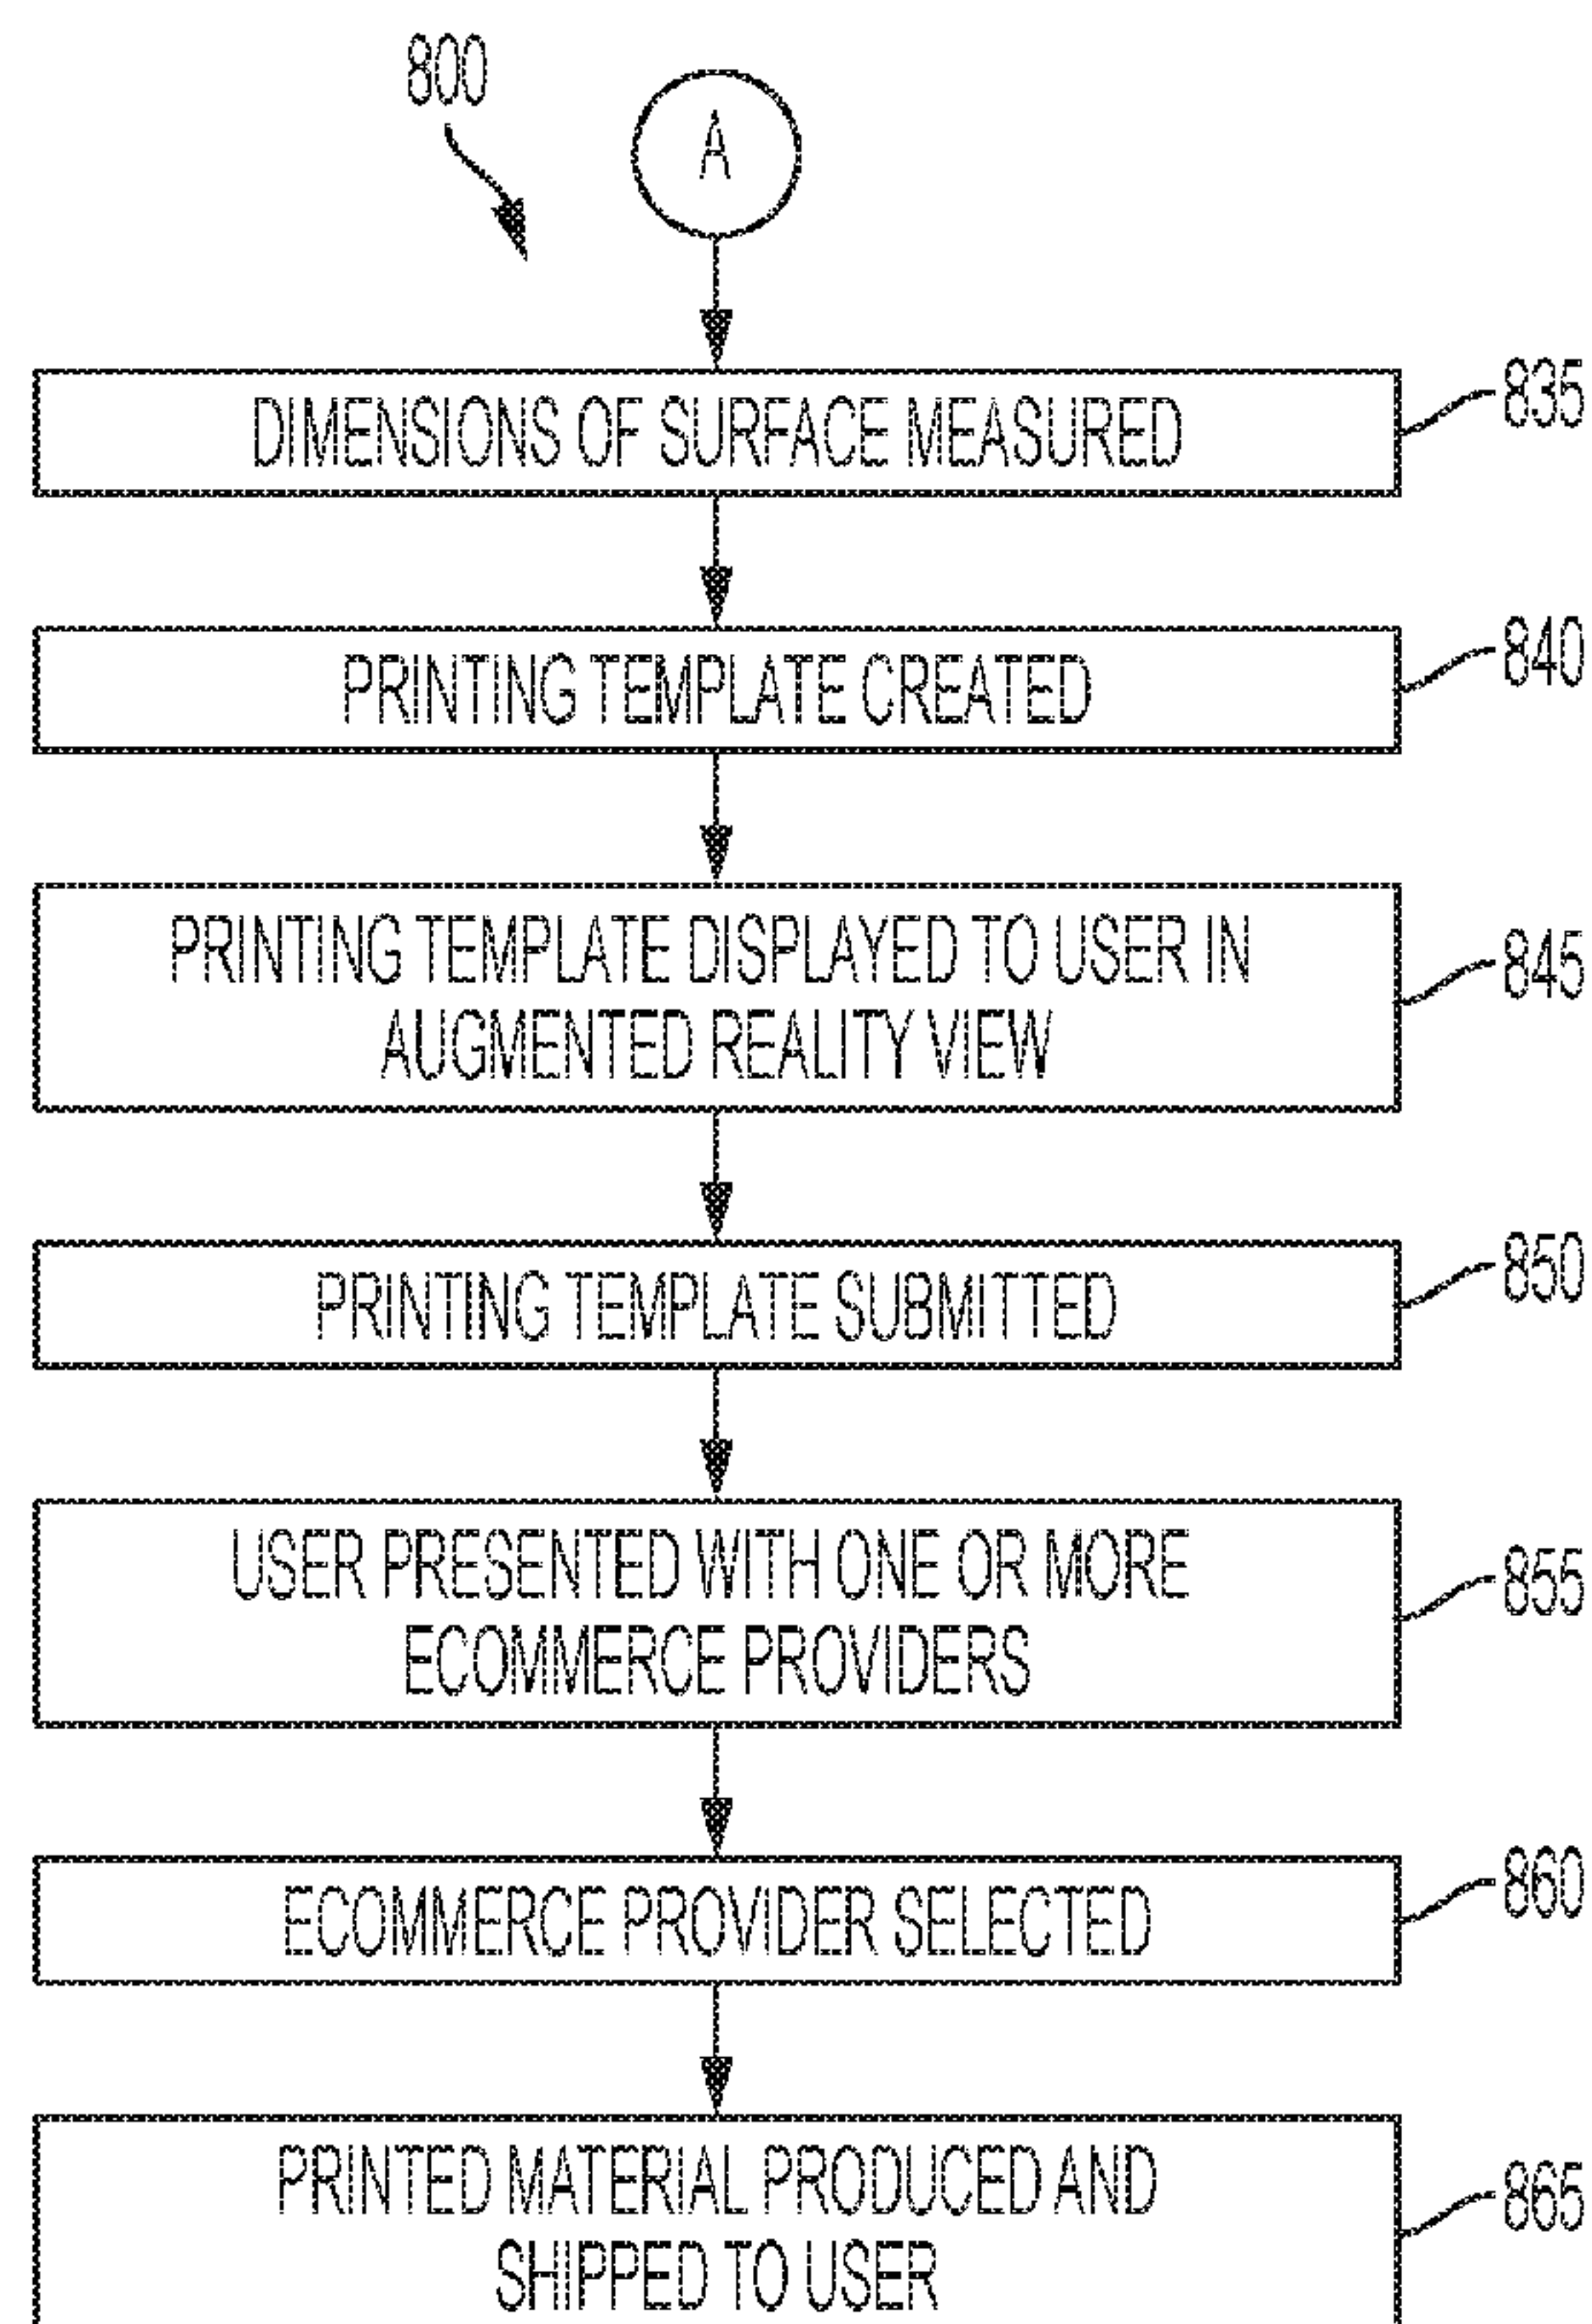 800
A
DIMENSIONS OF SURFACE MEASURED
835
PRINTING TEMPLATE CREATED
840
PRINTING TEMPLATE DISPLAYED TO USER IN
AUGMENTED REALITY VIEW
845
PRINTING TEMPLATE SUBMITTED
850
USER PRESENTED WITH ONE OR MORE
ECOMMERCE PROVIDERS
855
ECOMMERCE PROVIDER SELECTED
860
PRINTED MATERIAL PRODUCED AND
SHIPPED TO USER
865